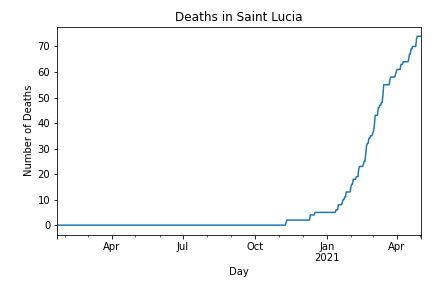 Deaths in Saint Lucia
Number of Deaths
70
60
50
40
30
20
10
0
Apr
Jul
Oct
Jan
2021
Apr
Day